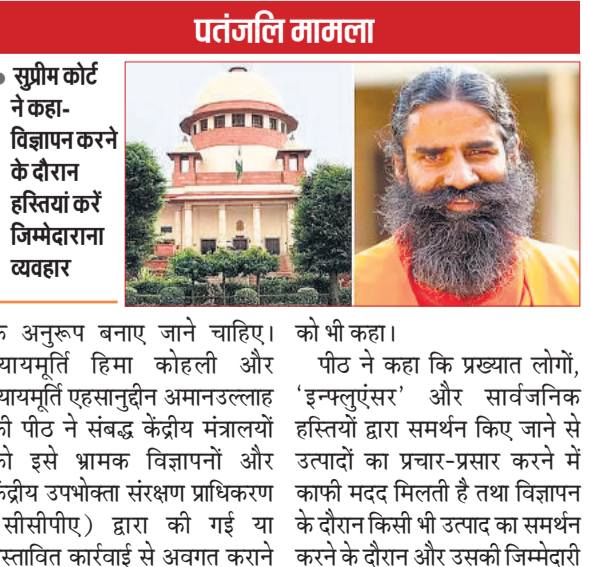 पतंजलि मामला
• सुप्रीम कोर्ट
ने कहा-
विज्ञापन करने
के दौरान
हस्तियां करें
जिम्मेदाराना
व्यवहार
के अनुरूप बनाए जाने चाहिए।
यायमूर्ति हिमा कोहली और
यायमूर्ति एहसानुद्दीन अमानउल्लाह
की पीठ ने संबद्ध केंद्रीय मंत्रालयों
को इसे भ्रामक विज्ञापनों और
केंद्रीय उपभोक्ता संरक्षण प्राधिकरण
सीसीपीए) द्वारा की गई या
स्तावित कार्रवाई से अवगत कराने
को भी कहा।
पीठ ने कहा कि प्रख्यात लोगों,
‘इन्फ्लुएंसर’ और सार्वजनिक
हस्तियों द्वारा समर्थन किए जाने से
उत्पादों का प्रचार-प्रसार करने में
काफी मदद मिलती है तथा विज्ञापन
के दौरान किसी भी उत्पाद का समर्थन
करने के दौरान और उसकी जिम्मेदारी